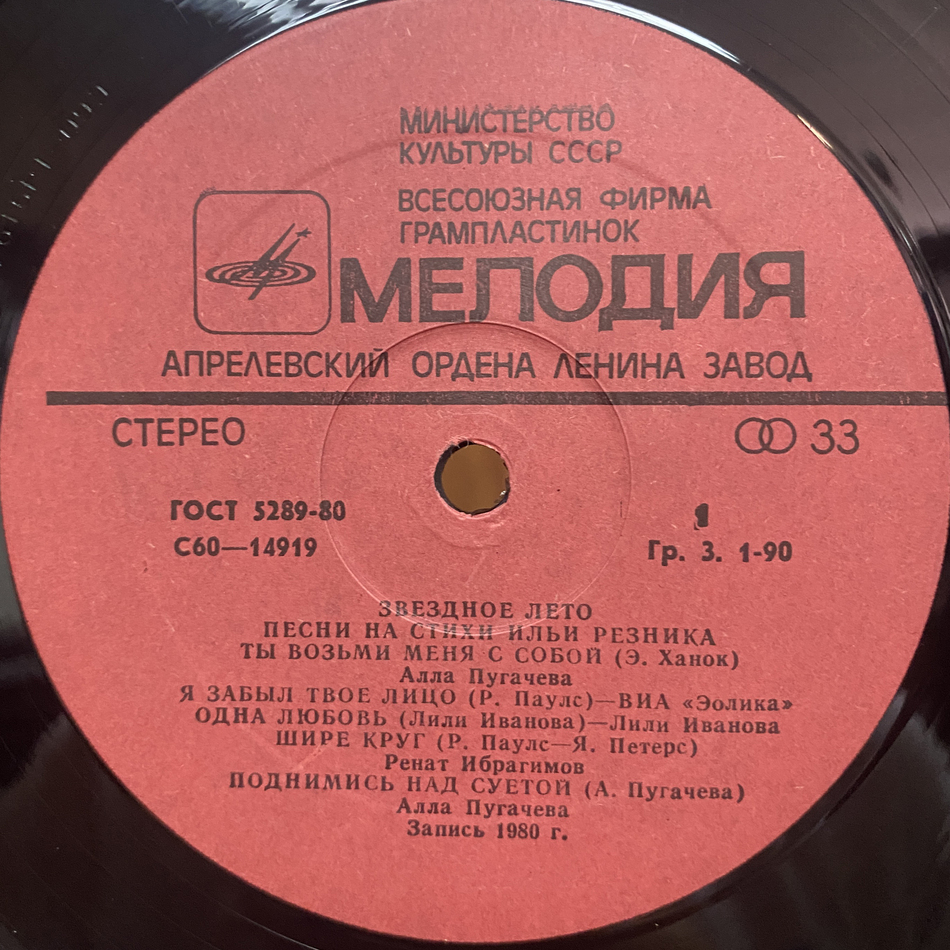 МИНИСТЕРСТВО
КУЛЬТУРЫ СССР
ВСЕСОЮЗНАЯ ФИРМА
ГРАМПЛАСТИНОК
МЕЛОДИЯ
АПРЕЛЕВСКИЙ ОРДЕНА ЛЕНИНА ЗАВОД
СТЕРЕО
33
ГОСТ 5289-80
1
С60—14919
Гр. 3. 1-90
ЗВЕЗДНОЕ ЛЕТО
ПЕСНИ НА СТИХИ ИЛЬИ РЕЗНИКА
ТЫ ВОЗЬМИ МЕНЯ С СОБОЙ (Э. Ханок)
Алла Пугачева
Я ЗАБЫЛ ТВОЕ ЛИЦО (Р. Паулс)—ВИА «Эолика»
ОДНА ЛЮБОВЬ (Лили Иванова)—Лили Иванова
ШИРЕ КРУГ (Р. Паулс—Я. Петерс)
Ренат Ибрагимов
ПОДНИМИСЬ НАД СУЕТОЙ (А. Пугачева)
Алла Пугачева
Запись 1980 г.